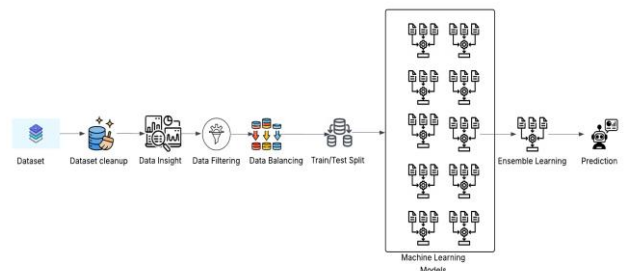 Dataset
Dataset cleanup
Data Insight
Data Filtering
Data Balancing
Train/Test Split
Machine Learning
Models
Ensemble Learning
Prediction